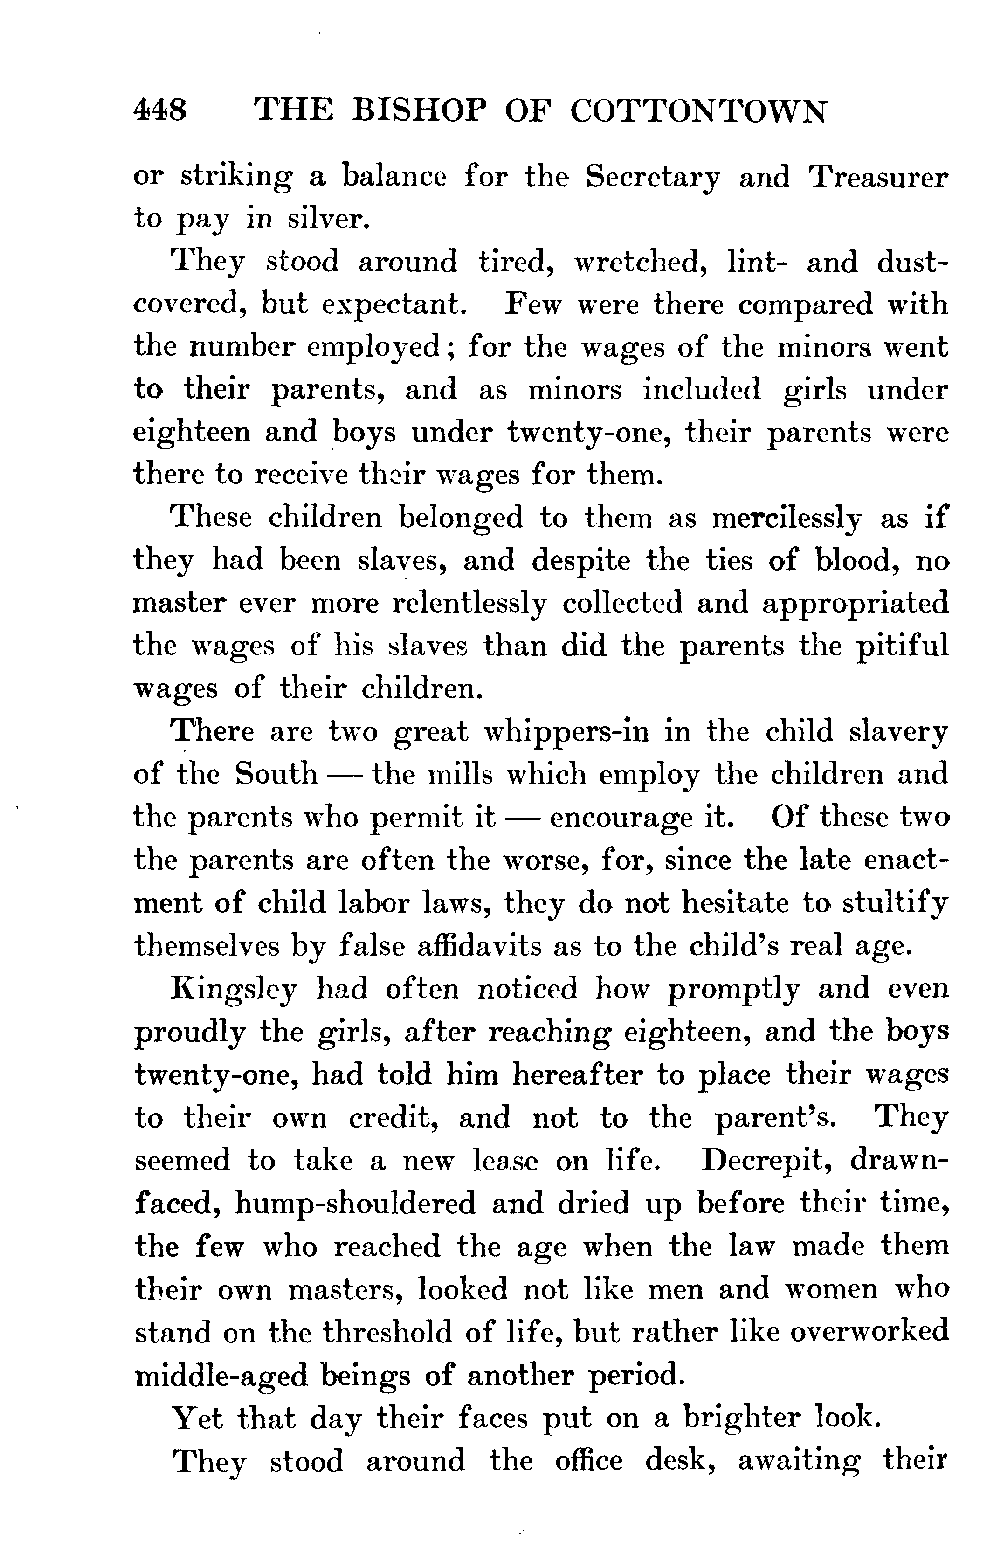 448 THE BISHOP OF COTTONTOWN
or striking a balance for the Secretary and Treasurer
to pay in silver.
They stood around tired, wretched, lint- and dust-
covered, but expectant. Few were there compared with
the number employed; for the wages of the minors went
to their parents, and as minors included girls under
eighteen and boys under twenty-one, their parents were
there to receive their wages for them.
These children belonged to them as mercilessly as if
they had been slaves, and despite the ties of blood, no
master ever more relentlessly collected and appropriated
the wages of his slaves than did the parents the pitiful
wages of their children.
There are two great whippers-in in the child slavery
of the South — the mills which employ the children and
the parents who permit it — encourage it. Of these two
the parents are often the worse, for, since the late enact-
ment of child labor laws, they do not hesitate to stultify
themselves by false affidavits as to the child's real age.
Kingsley had often noticed how promptly and even
proudly the girls, after reaching eighteen, and the boys
twenty-one, had told him hereafter to place their wages
to their own credit, and not to the parent's. They
seemed to take a new lease on life. Decrepit, drawn-
faced, hump-shouldered and dried up before their time,
the few who reached the age when the law made them
their own masters, looked not like men and women who
stand on the threshold of life, but rather like overworked
middle-aged beings of another period.
Yet that day their faces put on a brighter look.
They stood around the office desk, awaiting their